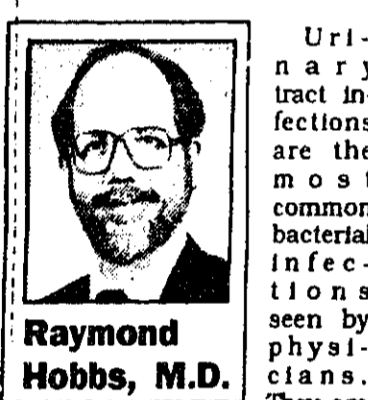 Raymond
Hobbs, M.D.
Uri-
nary
tract in-
fections
are the
most
common
bacterial
infec-
tions
seen by
physi-
cians.